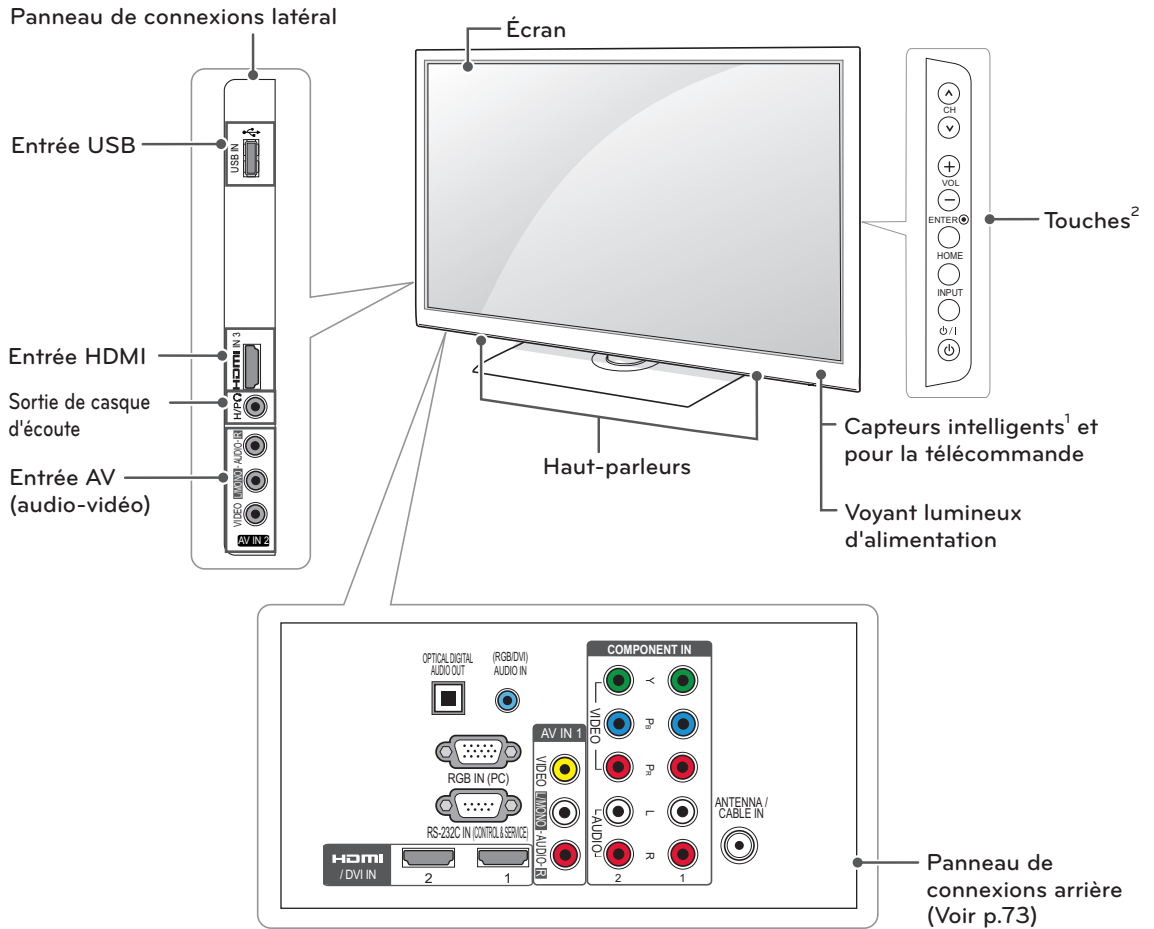 Panneau de connexions latéral
Écran
Entrée USB
USB IN
Entrée HDMI
HDMI IN 3
Sortie de casque
d'écoute
H/P
Entrée AV
(audio-vidéo)
VIDEO L/MONO-AUDIO-R
AV IN 2
CH
VOL
ENTER
HOME
INPUT
Touches²
Haut-parleurs
Capteurs intelligents¹ et
pour la télécommande
Voyant lumineux
d'alimentation
OPTICAL DIGITAL
AUDIO OUT
(RGB/DVI)
AUDIO IN
RGB IN (PC)
RS-232C IN (CONTROL & SERVICE)
HDMI
/ DVI IN
2
1
AV IN 1
VIDEO L/MONO-AUDIO-R
COMPONENT IN
VIDEO
AUDIO
Y
PB
PR
L
R
2
1
ANTENNA /
CABLE IN
Panneau de
connexions arrière
(Voir p.73)